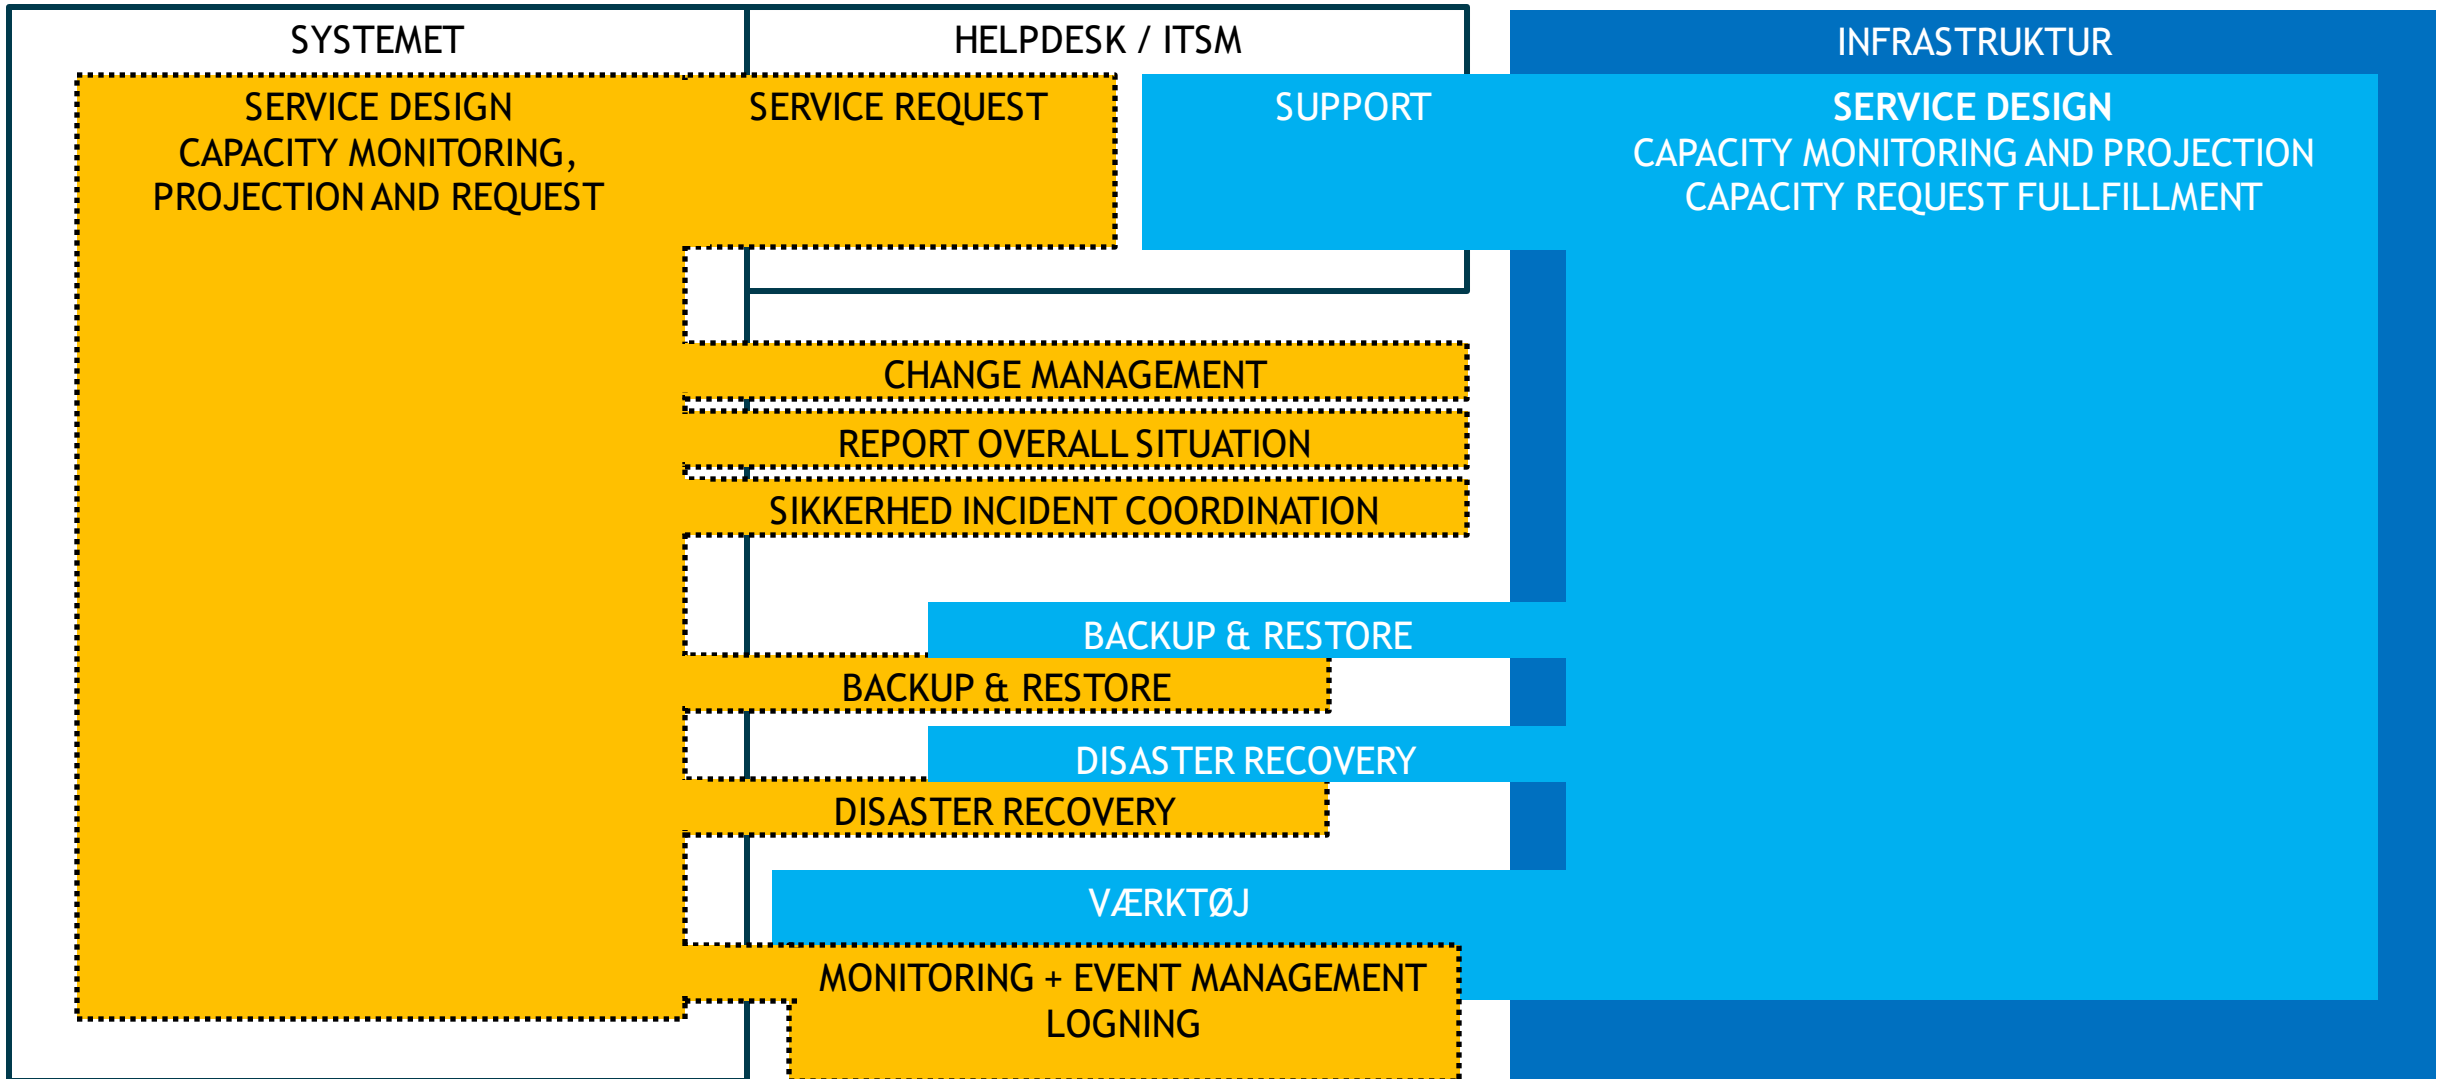 SYSTEMET
HELPDESK / ITSM
INFRASTRUKTUR
SERVICE DESIGN
CAPACITY MONITORING,
PROJECTION AND REQUEST
SERVICE REQUEST
SUPPORT
SERVICE DESIGN
CAPACITY MONITORING AND PROJECTION
CAPACITY REQUEST FULLFILLMENT
CHANGE MANAGEMENT
REPORT OVERALL SITUATION
SIKKERHED INCIDENT COORDINATION
BACKUP & RESTORE
BACKUP & RESTORE
DISASTER RECOVERY
DISASTER RECOVERY
VÆRKTØJ
MONITORING + EVENT MANAGEMENT
LOGNING